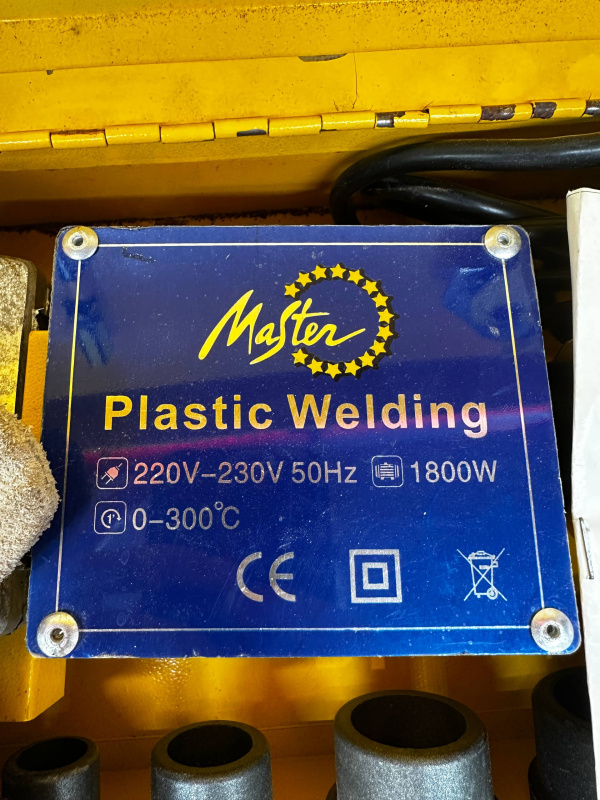 Master
Plastic Welding
220V-230V 50Hz 1800W
0-300℃
CE